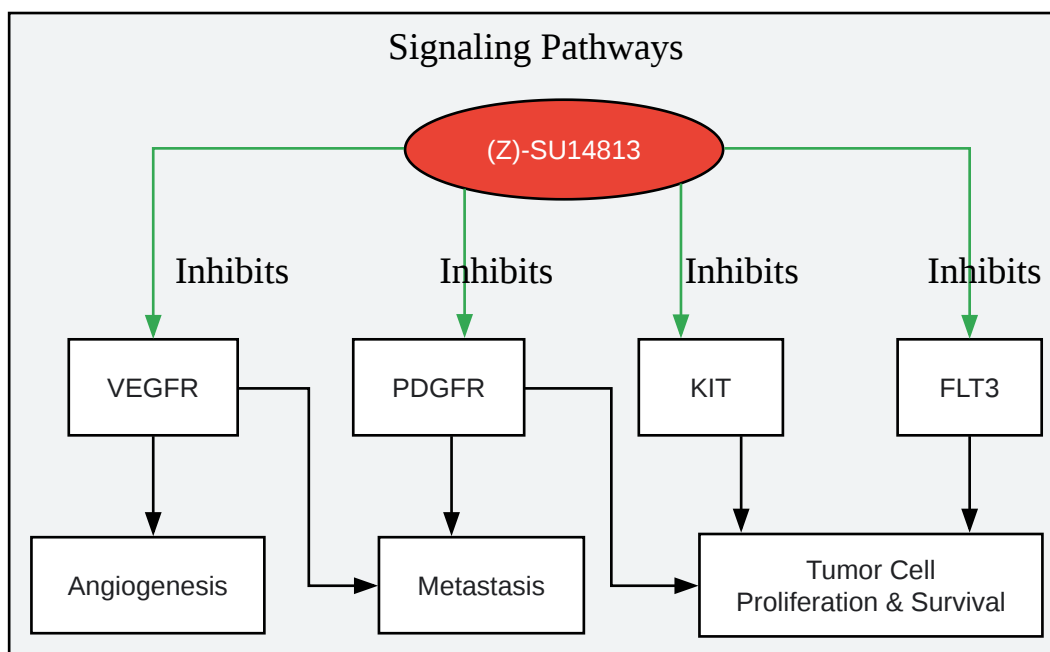 Signaling Pathways
(Z)-SU14813
Inhibits
Inhibits
Inhibits
Inhibits
VEGFR
PDGFR
KIT
FLT3
Angiogenesis
Metastasis
Tumor Cell
Proliferation & Survival